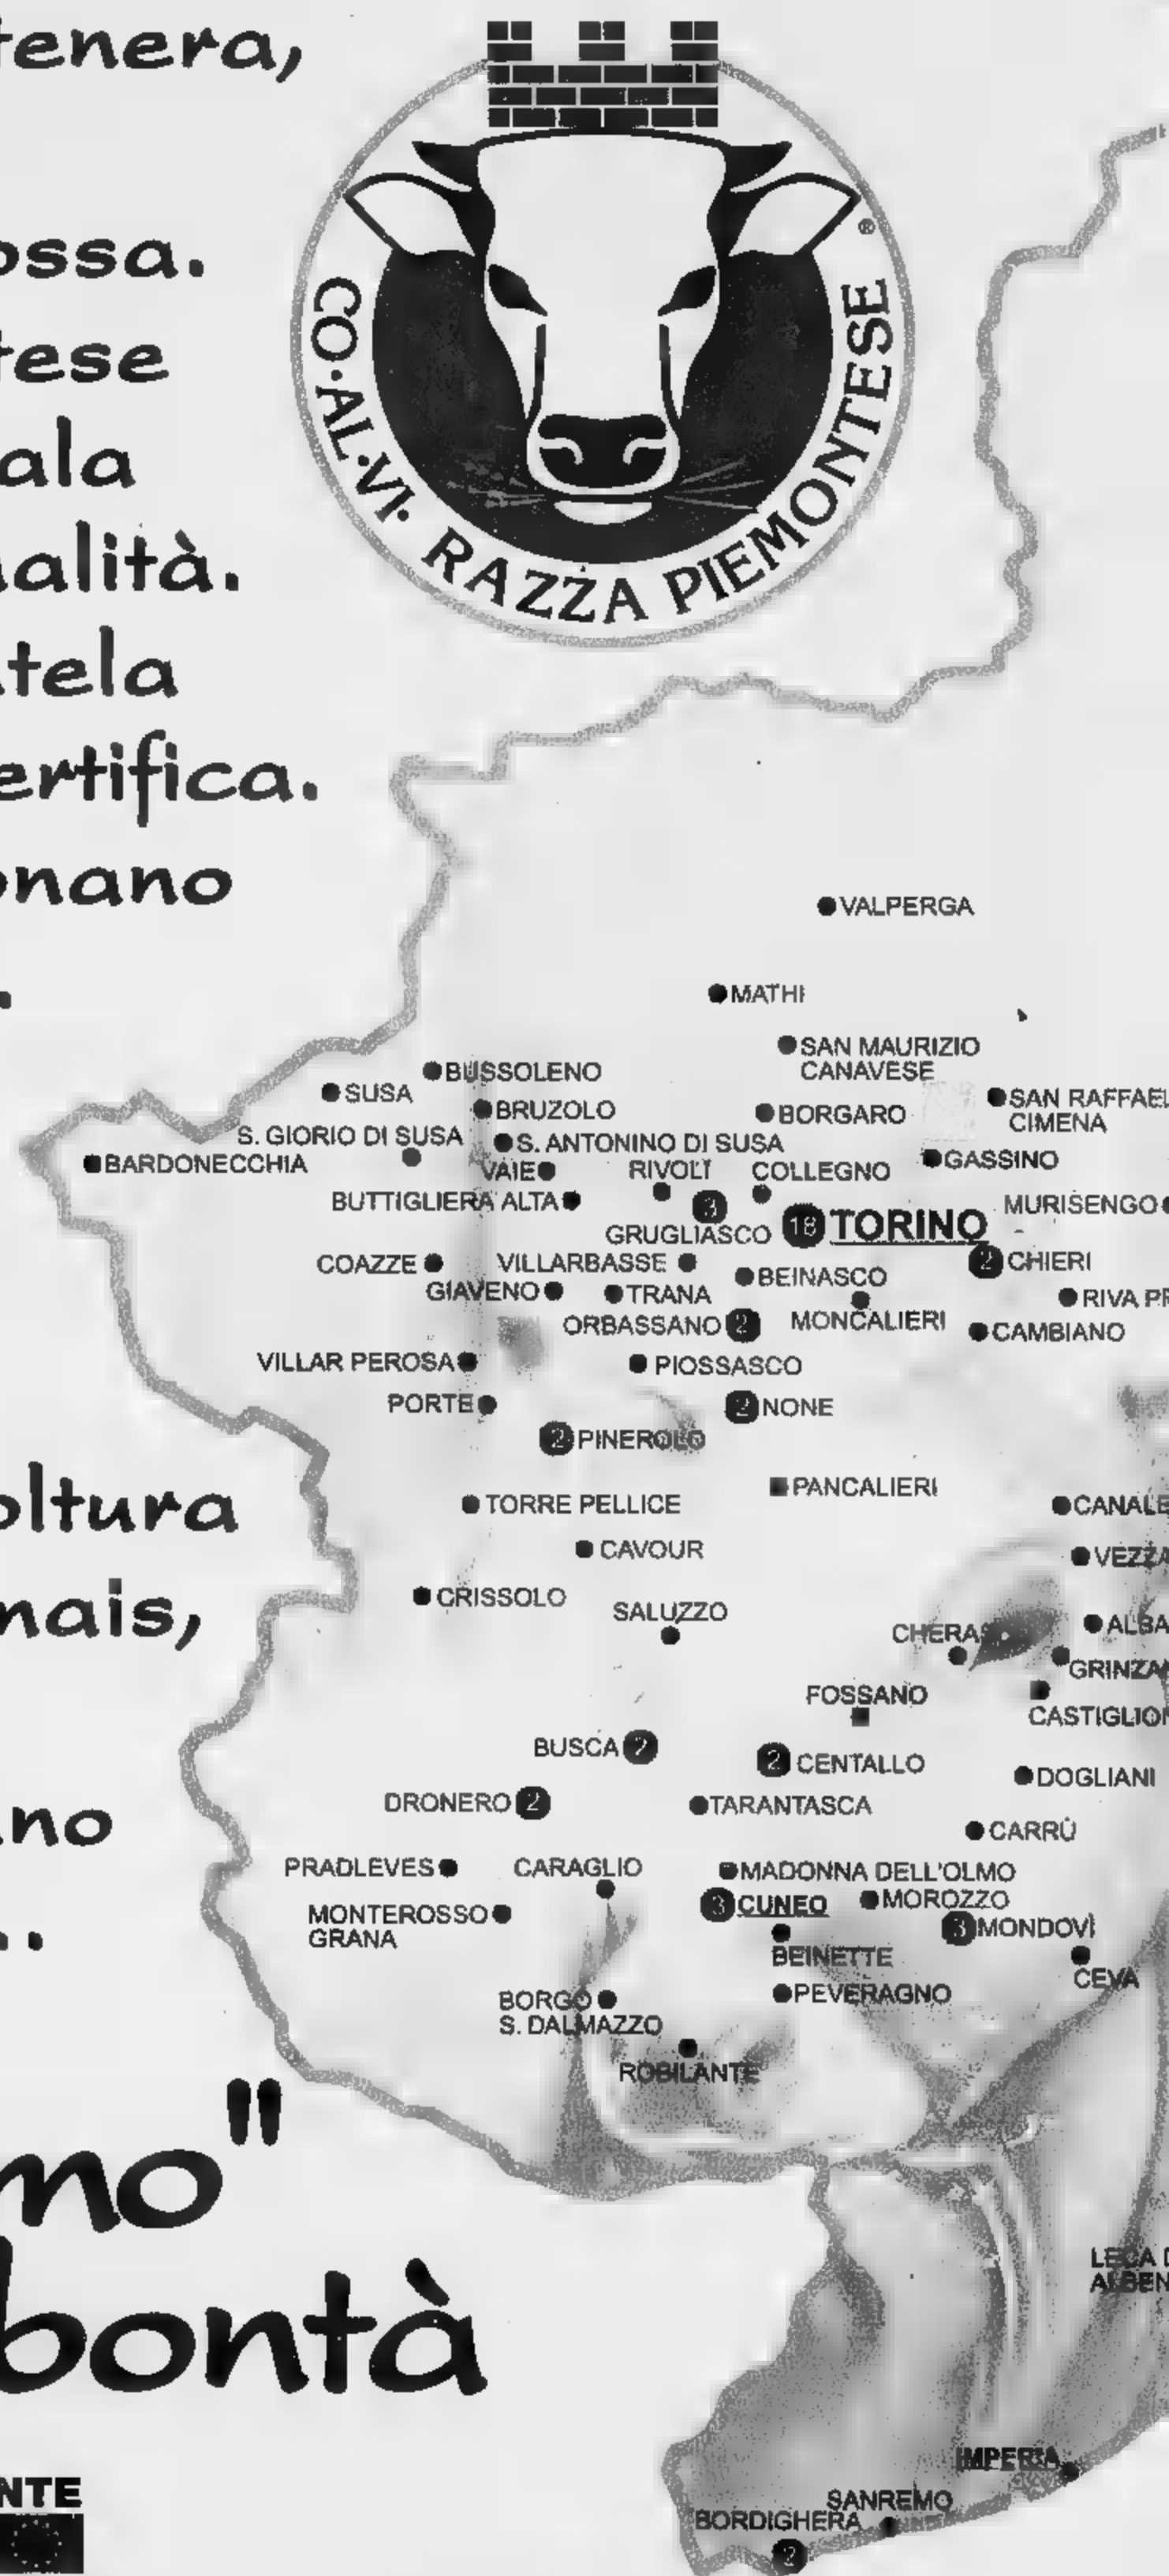 tenera,
ossa.
tese
ala
alità.
tela
ertifica.
onano
CO·AL·VI· RAZZA PIEMONTESE
®
VALPERGA
MATHI
SAN MAURIZIO
CANAVESE
BUSSOLENO
SUSA
SAN RAFFAEL
CIMENA
BRUZOLO
BORGARO
S. GIORIO DI SUSA
S. ANTONINO DI SUSA
BARDONECCHIA
VAIE
RIVOLI
COLLEGNO
GASSINO
BUTTIGLIERA ALTA
3
GRUGLIASCO
18 TORINO
MURISENGO
COAZZE
VILLARBASSE
2 CHIERI
BEINASCO
GIAVENO
TRANA
RIVA PR
ORBASSANO 2
MONCALIERI
CAMBIANO
VILLAR PEROSA
PIOSSASCO
PORTE
2 NONE
2 PINEROLO
PANCALIERI
TORRE PELLICE
CANALE
oltura
CAVOUR
VEZZA
CRISSOLO
mais,
SALUZZO
ALBA
CHERAS
GRINZA
FOSSANO
CASTIGLION
BUSCA 2
2 CENTALLO
DOGLIANI
DRONERO 2
TARANTASCA
CARRÙ
no
PRADLEVES
CARAGLIO
MADONNA DELL'OLMO
3 CUNEO
MOROZZO
MONTEROSSO
GRANA
3 MONDOVÌ
..
BEINETTE
CEVA
BORGO
S. DALMAZZO
PEVERAGNO
ROBILANTE
mo"
bontà
LECA D
ALBEN
IMPERIA
NTE
SANREMO
BORDIGHERA
2